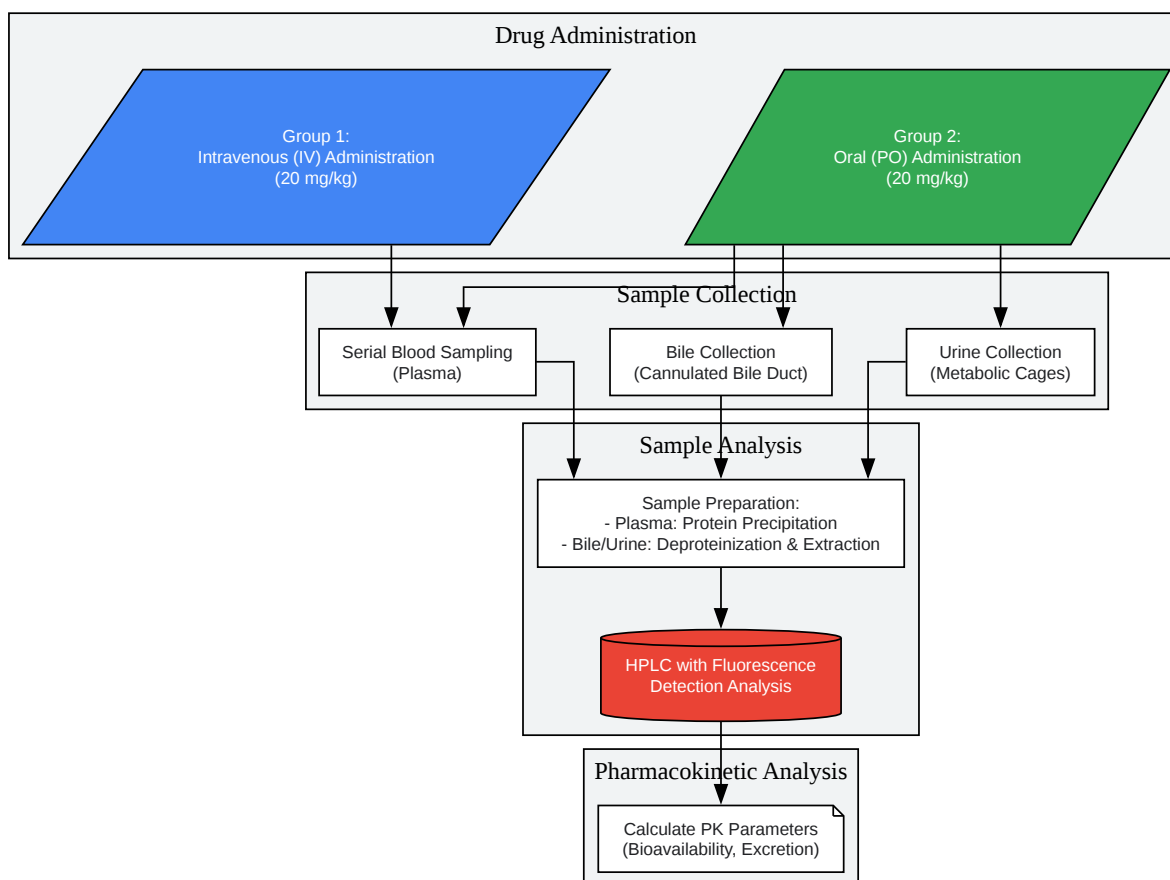 Drug Administration
Group 1:
Intravenous (IV) Administration
(20 mg/kg)
Group 2:
Oral (PO) Administration
(20 mg/kg)
Sample Collection
Serial Blood Sampling
(Plasma)
Bile Collection
(Cannulated Bile Duct)
Urine Collection
(Metabolic Cages)
Sample Analysis
Sample Preparation:
- Plasma: Protein Precipitation
- Bile/Urine: Deproteinization & Extraction
HPLC with Fluorescence
Detection Analysis
Pharmacokinetic Analysis
Calculate PK Parameters
(Bioavailability, Excretion)